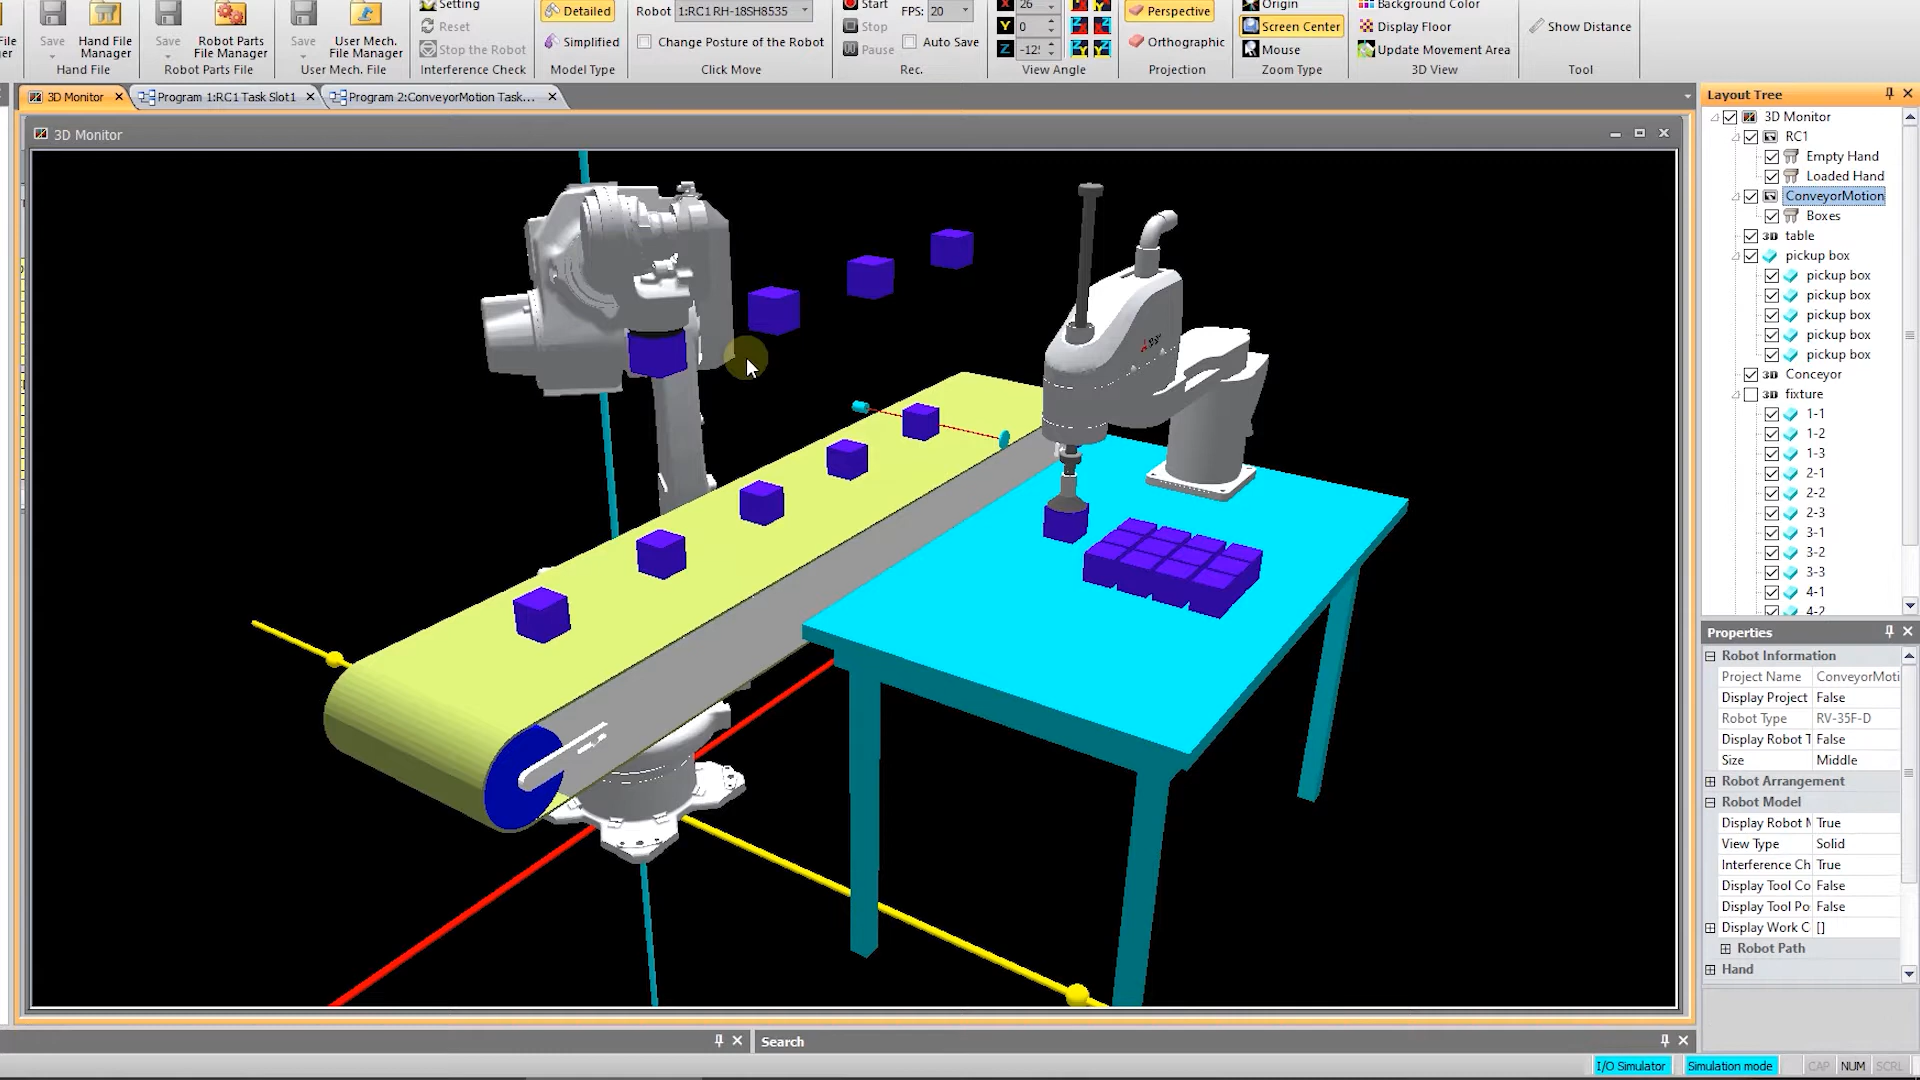 Setting
Detailed
Robot 1:RC1 RH-18SH8535
Start FPS: 20
X 26
Perspective
Origin
Background Color
Save
Hand File Manager
Save
Robot Parts File Manager
Save
User Mech. File Manager
Reset
Simplified
Change Posture of the Robot
Stop
Auto Save
Y 0
Screen Center
Display Floor
Show Distance
Stop the Robot
Pause
Z
Orthographic
Mouse
Update Movement Area
Hand File
Robot Parts File
User Mech. File
Interference Check
Model Type
Click Move
Rec.
View Angle
Projection
Zoom Type
3D View
Tool
3D Monitor
Program 1:RC1 Task Slot1
Program 2:ConveyorMotion Task...
3D Monitor
Layout Tree
3D Monitor
RC1
Empty Hand
Loaded Hand
ConveyorMotion
Boxes
3D table
pickup box
pickup box
pickup box
pickup box
pickup box
pickup box
3D Conceyor
3D fixture
1-1
1-2
1-3
2-1
2-2
2-3
3-1
3-2
3-3
4-1
4-2
Properties
Robot Information
Project Name ConveyorMoti
Display Project False
Robot Type RV-35F-D
Display Robot T False
Size Middle
Robot Arrangement
Robot Model
Display Robot M True
View Type Solid
Interference Ch True
Display Tool Co False
Display Tool Po False
Display Work C []
Robot Path
Hand
Search
I/O Simulator
Simulation mode
CAP
NUM
SCRL